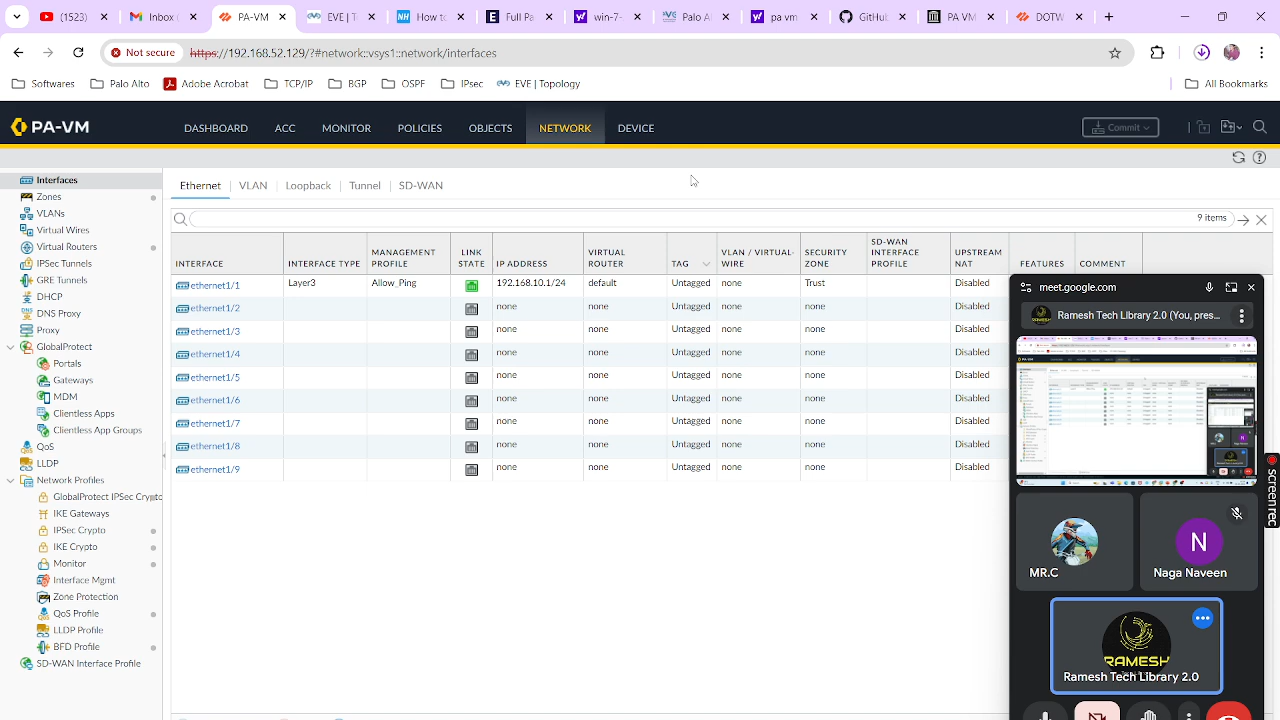 (1523)
Inbox (
PA-VM
EVE | T
How to
Full Pa
win-7-
Palo Al
pa vm
GitHub
PA-VM
DOTW
Not secure
https://192.168.52.129/?#network::vsys1::network/interfaces
Softwares
Palo Alto
Adobe Acrobat
TCP/IP
BGP
OSPF
IPsec
EVE | Topology
All Bookmarks
PA-VM
DASHBOARD
ACC
MONITOR
OBJECTS
NETWORK
DEVICE
Commit
Interfaces
Zones
VLANs
Virtual Wires
Virtual Routers
IPSec Tunnels
GRE Tunnels
DHCP
DNS Proxy
Proxy
GlobalProtect
Portals
Gateways
MDM
Clientless Apps
Clientless App Groups
QoS
LLDP
Network Profiles
GlobalProtect IPSec Crypto
IKE Gateways
IPSec Crypto
IKE Crypto
Monitor
Interface Mgmt
Zone Protection
QoS Profile
LLDP Profile
BFD Profile
SD-WAN Interface Profile
Ethernet VLAN Loopback Tunnel SD-WAN
9 items
INTERFACE INTERFACE TYPE MANAGEMENT PROFILE LINK STATE IP ADDRESS VIRTUAL ROUTER TAG VLAN / VIRTUAL-WIRE SECURITY ZONE SD-WAN INTERFACE PROFILE UPSTREAM NAT FEATURES COMMENT
ethernet1/1 Layer3 Allow_Ping 192.168.10.1/24 default Untagged none Trust Disabled
ethernet1/2 none none Untagged none none Disabled
ethernet1/3 none none Untagged none none Disabled
ethernet1/4 none none Untagged none none Disabled
ethernet1/5 none none Untagged none none Disabled
ethernet1/6 none none Untagged none none Disabled
ethernet1/7 none none Untagged none none Disabled
ethernet1/8 none none Untagged none none Disabled
ethernet1/9 none none Untagged none none Disabled
meet.google.com
Ramesh Tech Library 2.0 (You, pres...
MR.C
N
Naga Naveen
RAMESH
Ramesh Tech Library 2.0
Screen rec